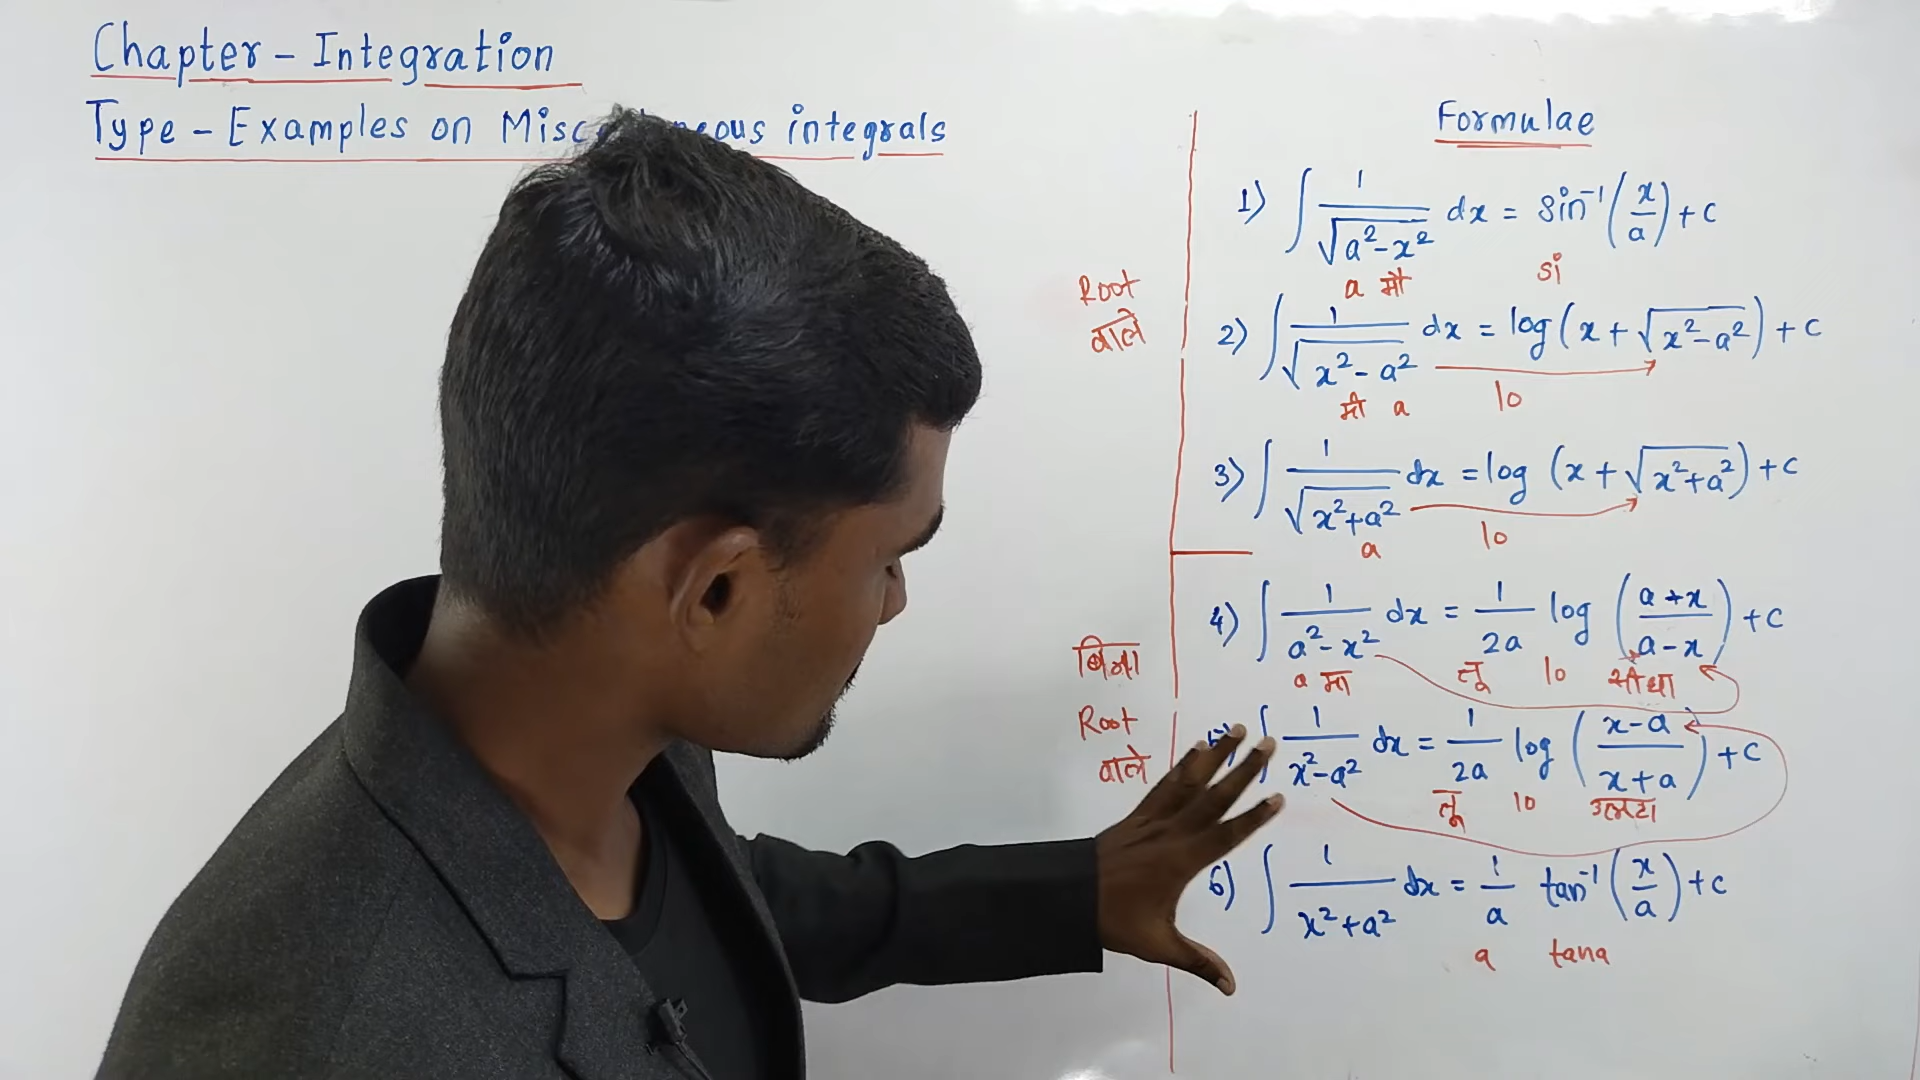 Chapter - Integration
Type - Examples on Misc neous integrals
Formulae
1) ∫ 1/√(a²-x²) dx = sin⁻¹(x/a) + c
si
Root
वाले
2) ∫ 1/√(x²-a²) dx = log(x + √(x²-a²)) + c
a lo
3) ∫ 1/√(x²+a²) dx = log (x + √(x²+a²)) + c
a lo
4) ∫ 1/(a²-x²) dx = 1/2a log ((a+x)/(a-x)) + c
a मा लू lo सीधा
बिना
Root
वाले
∫ 1/(x²-a²) dx = 1/2a log ((x-a)/(x+a)) + c
लू lo उल्टा
6) ∫ 1/(x²+a²) dx = 1/a tan⁻¹(x/a) + c
a tana